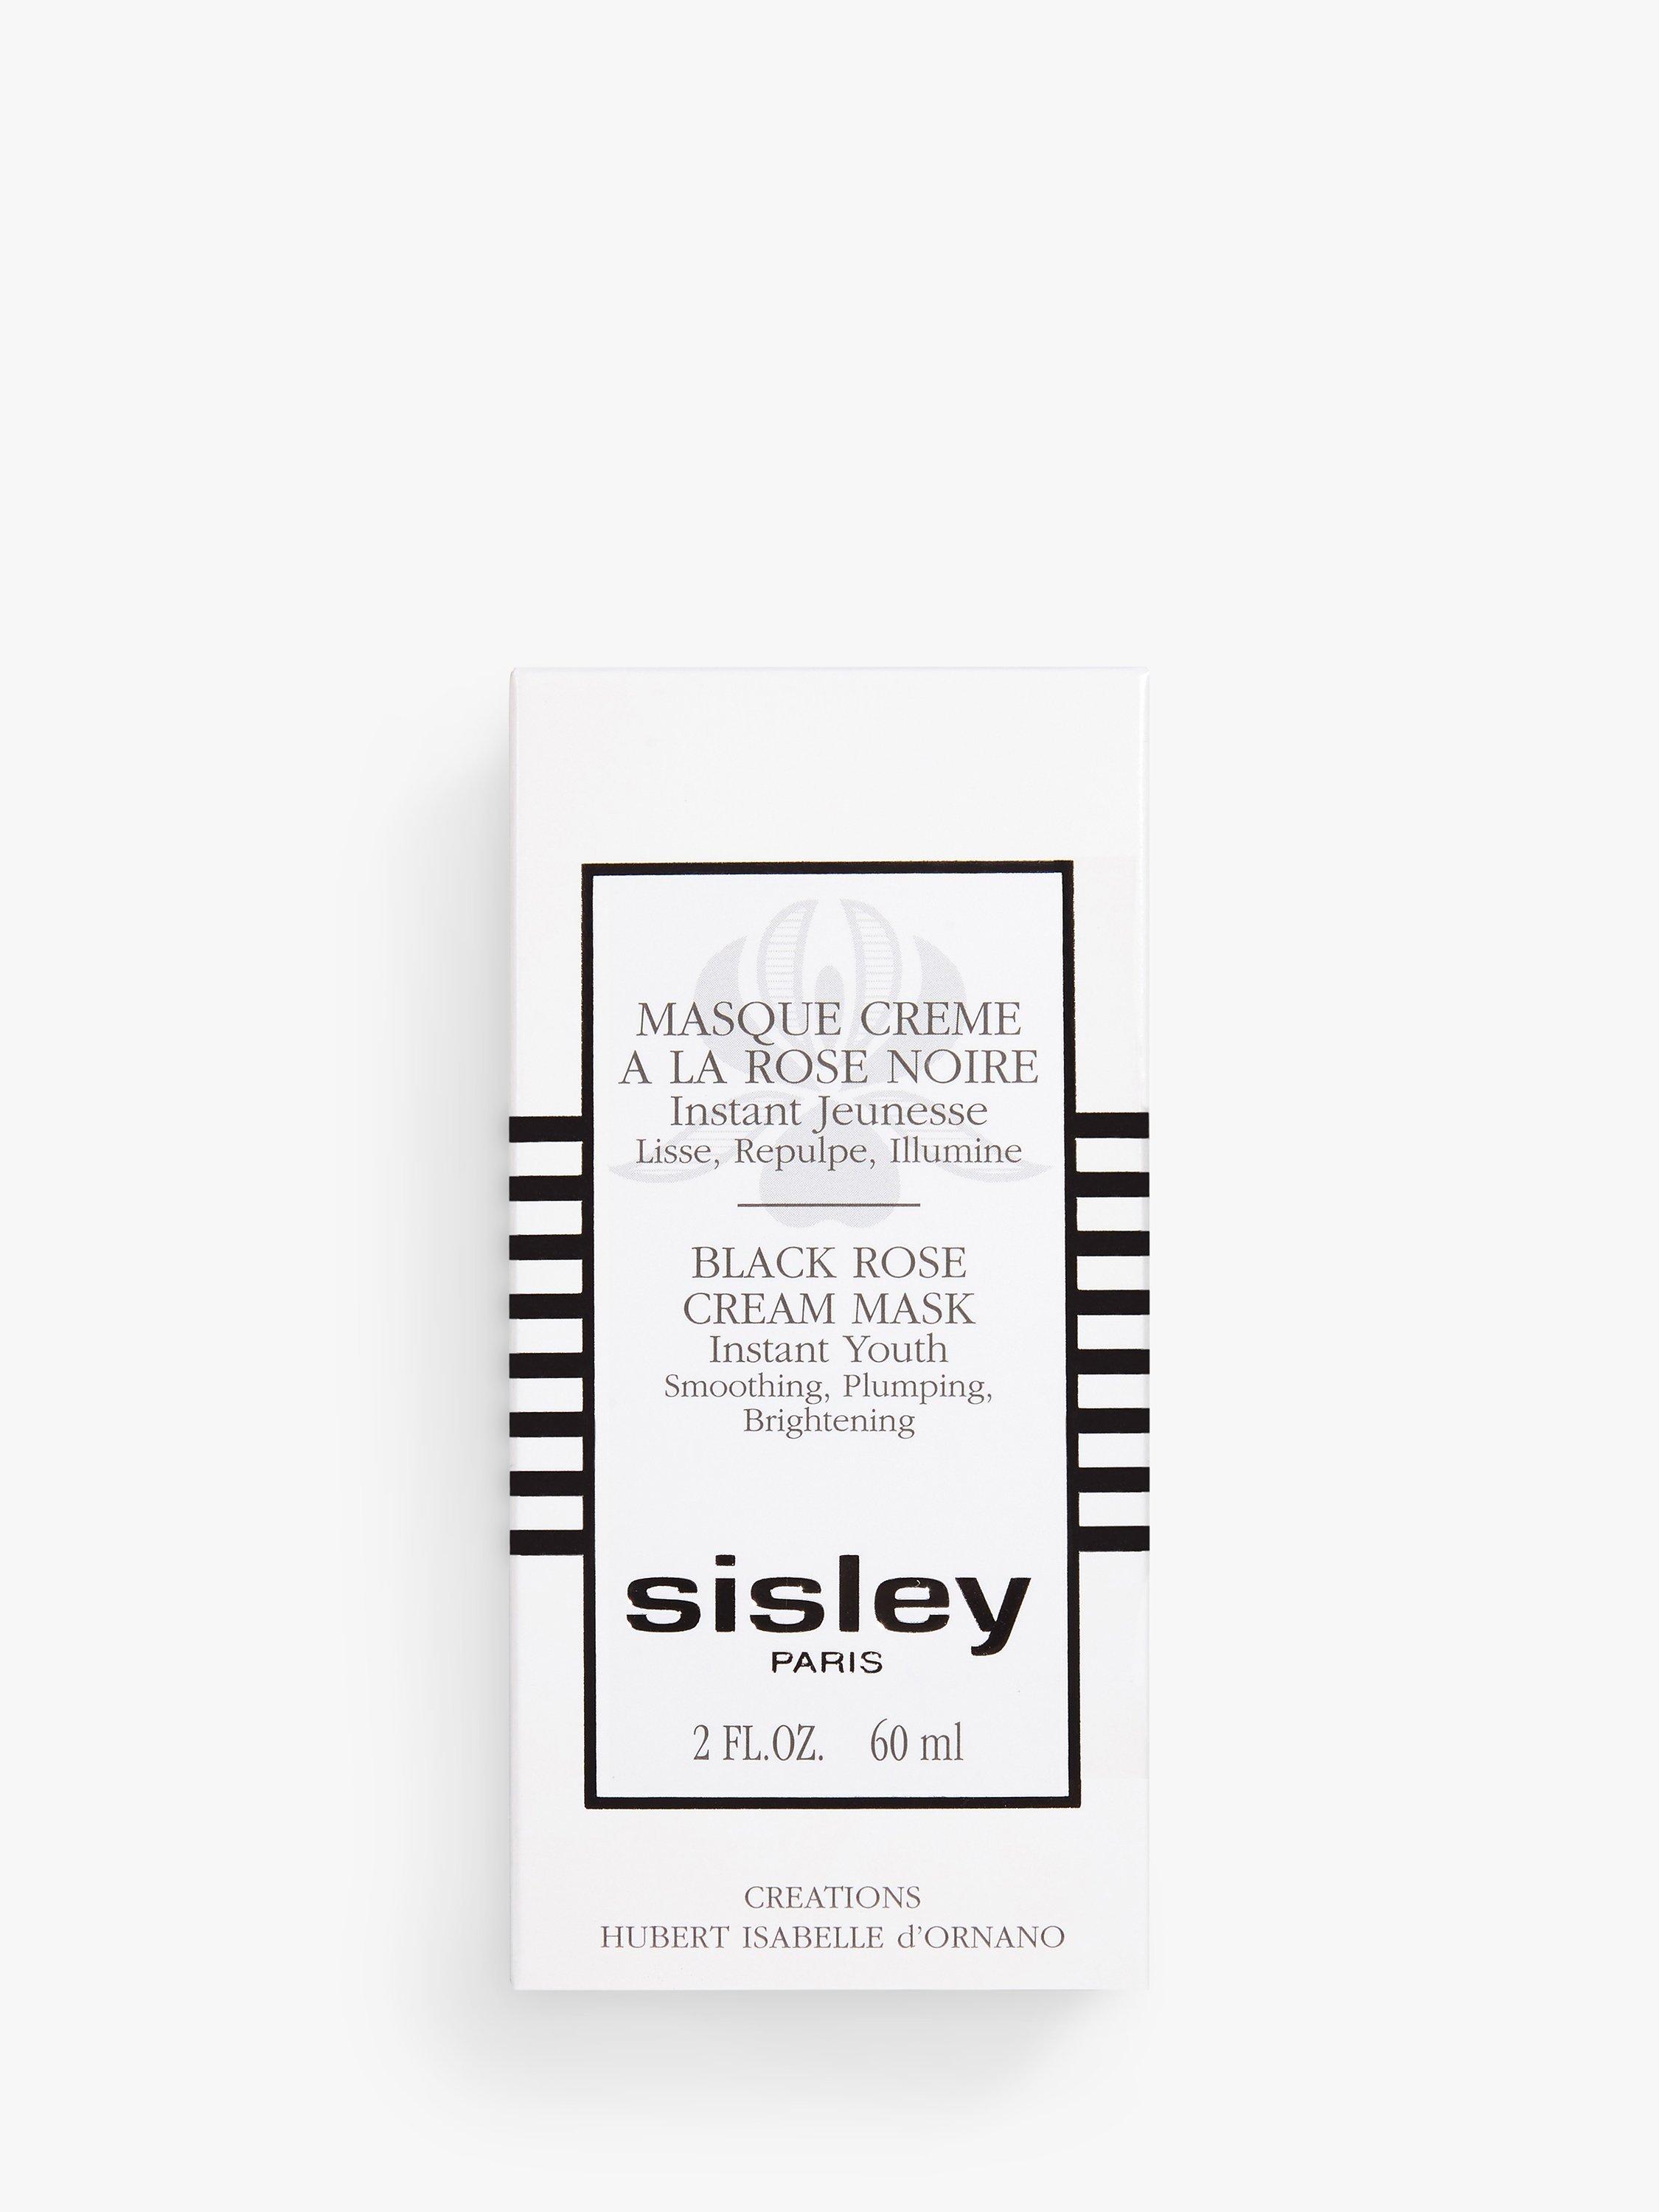 MASQUE CREME
A LA ROSE NOIRE
Instant Jeunesse
Lisse, Repulpe, Illumine
BLACK ROSE
CREAM MASK
Instant Youth
Smoothing, Plumping,
Brightening
sisley
PARIS
2 FL.OZ. 60 ml
CREATIONS
HUBERT ISABELLE d'ORNANO